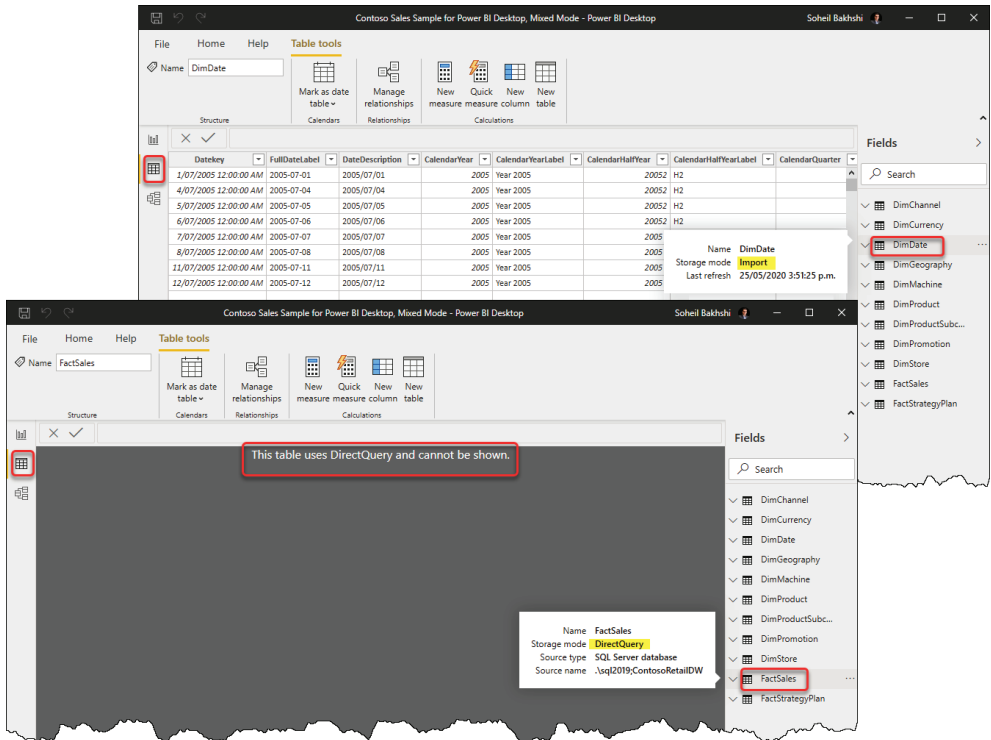 Contoso Sales Sample for Power BI Desktop, Mixed Mode - Power BI Desktop
Soheil Bakhshi
File Home Help Table tools
Name DimDate
Mark as date table
Manage relationships
New measure
Quick measure
New column
New table
Structure Calendars Relationships Calculations
Datekey FullDateLabel DateDescription CalendarYear CalendarYearLabel CalendarHalfYear CalendarHalfYearLabel CalendarQuarter
1/07/2005 12:00:00 AM 2005-07-01 2005/07/01 2005 Year 2005 20052 H2
4/07/2005 12:00:00 AM 2005-07-04 2005/07/04 2005 Year 2005 20052 H2
5/07/2005 12:00:00 AM 2005-07-05 2005/07/05 2005 Year 2005 20052 H2
6/07/2005 12:00:00 AM 2005-07-06 2005/07/06 2005 Year 2005 20052 H2
7/07/2005 12:00:00 AM 2005-07-07 2005/07/07 2005 Year 2005 2005
8/07/2005 12:00:00 AM 2005-07-08 2005/07/08 2005 Year 2005 2005
11/07/2005 12:00:00 AM 2005-07-11 2005/07/11 2005 Year 2005 2005
12/07/2005 12:00:00 AM 2005-07-12 2005/07/12 2005 Year 2005 2005
Name DimDate
Storage mode Import
Last refresh 25/05/2020 3:51:25 p.m.
Fields
Search
DimChannel
DimCurrency
DimDate
DimGeography
DimMachine
DimProduct
DimProductSubc...
DimPromotion
DimStore
FactSales
FactStrategyPlan
Contoso Sales Sample for Power BI Desktop, Mixed Mode - Power BI Desktop
Soheil Bakhshi
File Home Help Table tools
Name FactSales
Mark as date table
Manage relationships
New measure
Quick measure
New column
New table
Structure Calendars Relationships Calculations
This table uses DirectQuery and cannot be shown.
Name FactSales
Storage mode DirectQuery
Source type SQL Server database
Source name .\sql2019;ContosoRetailDW
Fields
Search
DimChannel
DimCurrency
DimDate
DimGeography
DimMachine
DimProduct
DimProductSubc...
DimPromotion
DimStore
FactSales
FactStrategyPlan